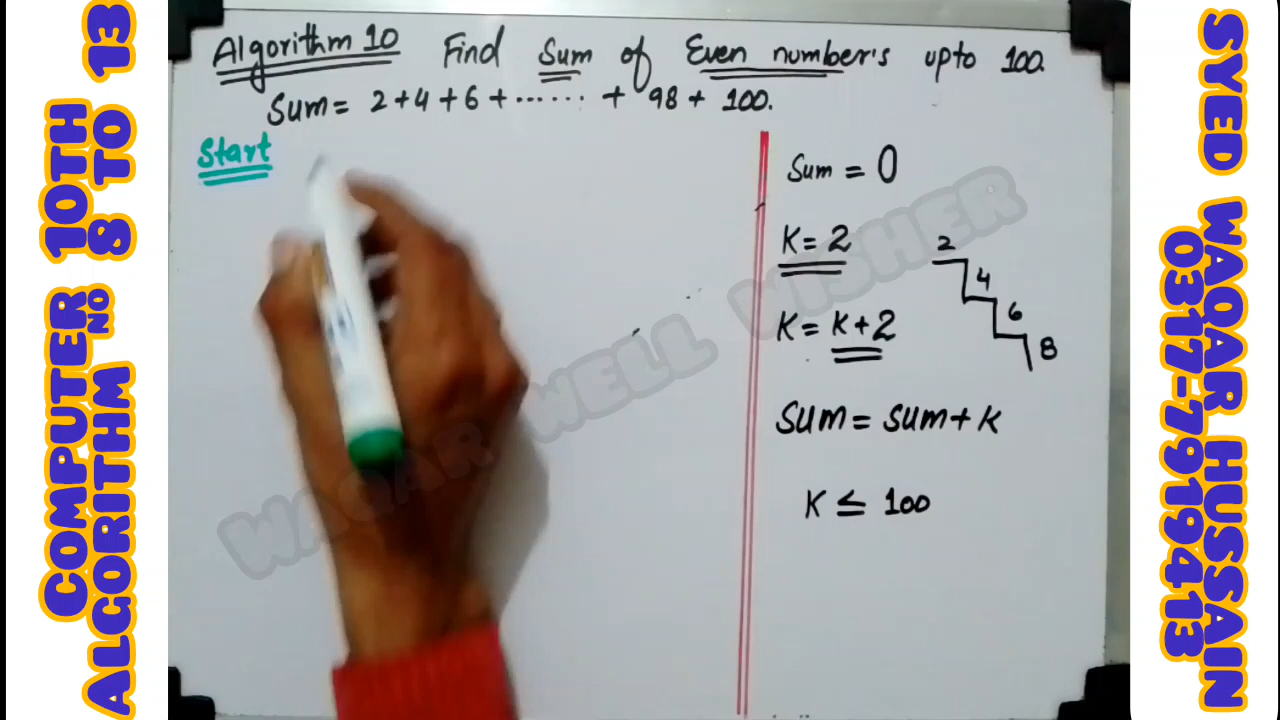 COMPUTER 10TH
ALGORITHM NO 8 TO 13
Algorithm 10 Find Sum of Even number's upto 100.
Sum = 2+4+6+......+ 98+ 100.
Start
Sum = 0
K = 2
K = K+2
2
4
6
8
SUM = SUM+K
K ≤ 100
WAQAR WELL WISHER
SYED WAQAR HUSSAIN
0317-7919413